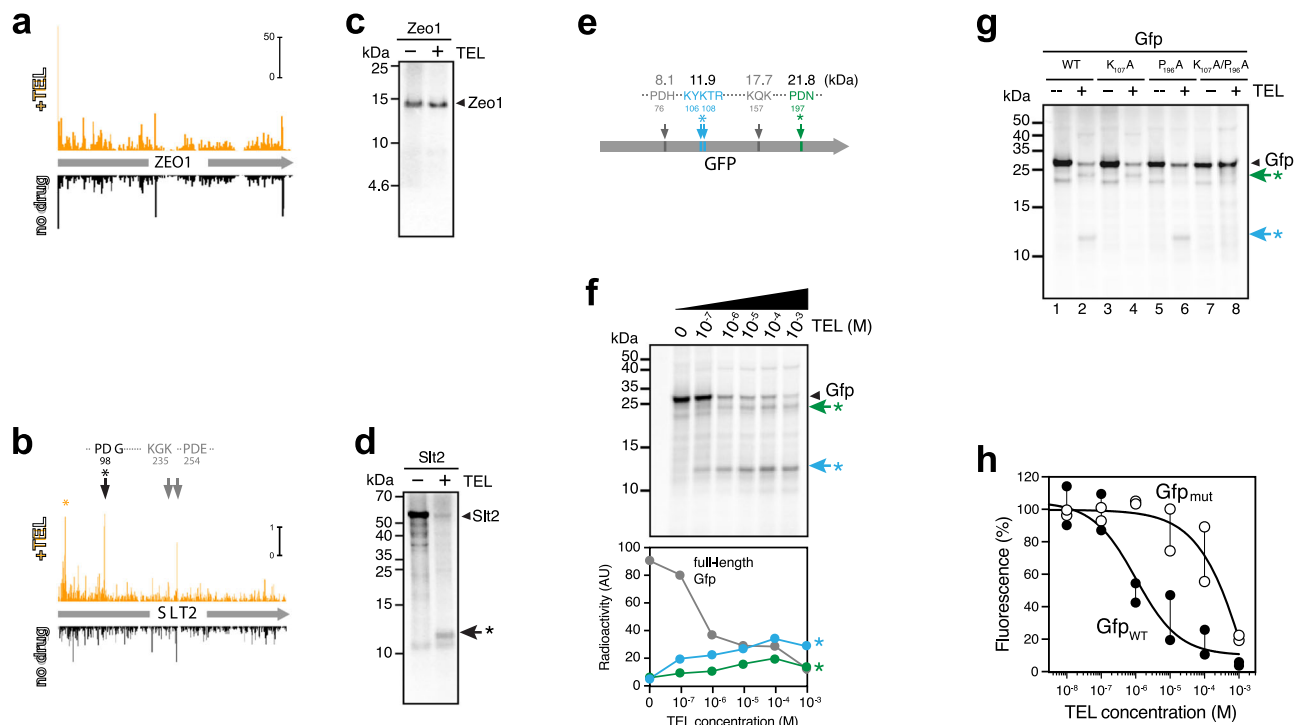 a
50
0
+TEL
ZEO1
no drug
b
·· PD G ······ KGK ·· PDE ··
98 235 254
*
*
+TEL
1
0
SLT2
no drug
c
Zeo1
kDa − + TEL
25
15
Zeo1
10
4.6
d
Slt2
kDa − + TEL
70
50
40
35
25
Slt2
15
*
10
e
8.1 11.9 17.7 21.8 (kDa)
PDH KYKTR KQK PDN
76 106 108 157 197
* *
GFP
f
0 10-7 10-6 10-5 10-4 10-3 TEL (M)
kDa
50
40
35
25
Gfp
*
15
*
10
100
80
60
40
20
0
Radioactivity (AU)
full-length
Gfp
*
*
0 10-7 10-6 10-5 10-4 10-3
TEL concentration (M)
g
Gfp
WT K107A P196A K107A/P196A
-- + -- + -- + -- + TEL
kDa
50
40
35
25
Gfp
*
15
*
10
1 2 3 4 5 6 7 8
h
120
100
80
60
40
20
0
Fluorescence (%)
Gfpmut
GfpWT
10-8 10-7 10-6 10-5 10-4 10-3
TEL concentration (M)